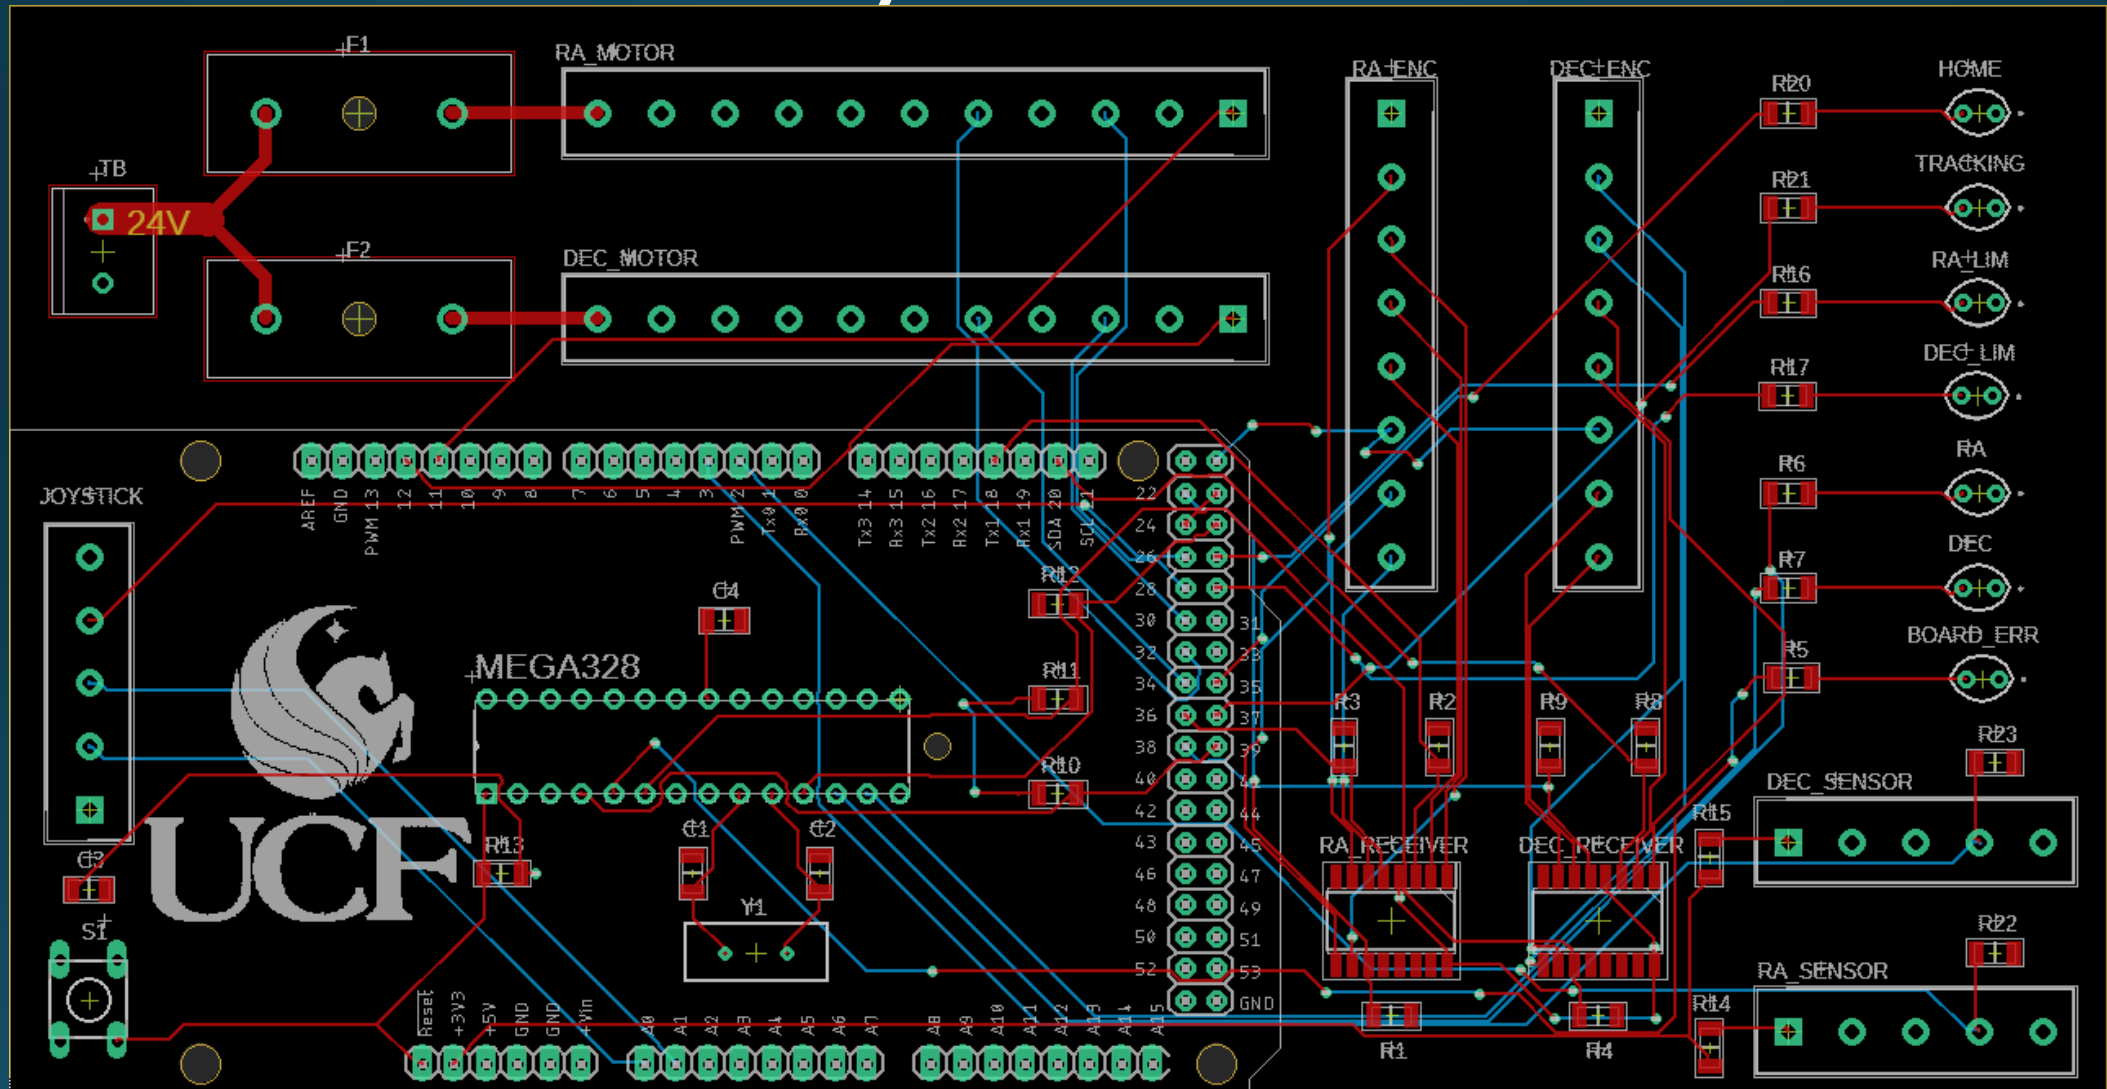 F1
RA_MOTOR
RA_ENC
DEC_ENC
R20
HOME
TB
24V
R21
TRACKING
F2
DEC_MOTOR
R16
RA_LIM
R17
DEC_LIM
JOYSTICK
AREF
GND
PWM 13
12
11
10
9
8
7
6
5
4
3
PWM 2
Tx0 1
Rx0 0
Tx3 14
Rx3 15
Tx2 16
Rx2 17
Tx1 18
Rx1 19
SDA 20
SCL 21
R6
RA
22
24
26
28
30
31
32
33
34
35
36
37
38
39
40
41
42
44
43
45
46
47
48
49
50
51
52
53
GND
R7
DEC
R12
C4
R5
BOARD_ERR
MEGA328
R11
R3
R2
R9
R8
R10
R23
DEC_SENSOR
UCF
C3
R13
C1
C2
RA_RECEIVER
DEC_RECEIVER
R15
S1
Y1
R22
RA_SENSOR
R14
Reset
+3V3
+5V
GND
GND
+Vin
A0
A1
A2
A3
A4
A5
A6
A7
A8
A9
A10
A11
A12
A13
A14
A15
R1
R4